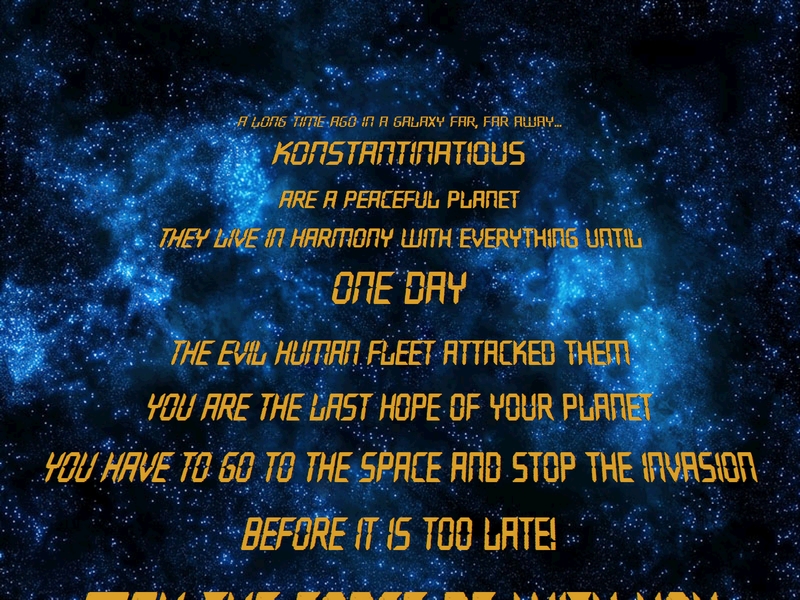 A LONG TIME AGO IN A GALAXY FAR, FAR AWAY...
KONSTANTINATIOUS
ARE A PEACEFUL PLANET
THEY LIVE IN HARMONY WITH EVERYTHING UNTIL
ONE DAY
THE EVIL HUMAN FLEET ATTACKED THEM
YOU ARE THE LAST HOPE OF YOUR PLANET
YOU HAVE TO GO TO THE SPACE AND STOP THE INVASION
BEFORE IT IS TOO LATE!